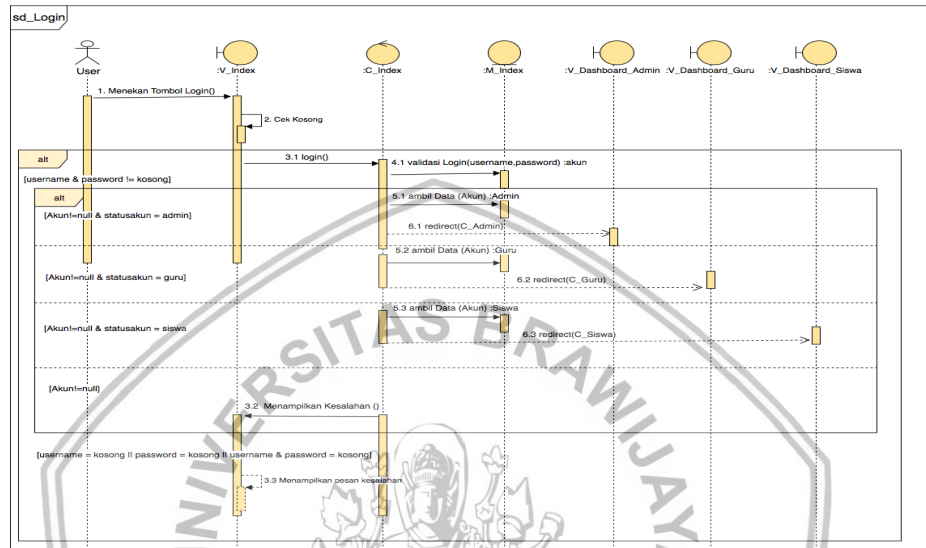 sd_Login
User
:V_Index
:C_Index
:M_Index
:V_Dashboard_Admin
:V_Dashboard_Guru
:V_Dashboard_Siswa
1. Menekan Tombol Login()
2. Cek Kosong
alt
3.1 login()
4.1 validasi Login(username,password) :akun
[username & password != kosong]
alt
5.1 ambil Data (Akun) :Admin
[Akun!=null & statusakun = admin]
6.1 redirect(C_Admin)
5.2 ambil Data (Akun) :Guru
[Akun!=null & statusakun = guru]
6.2 redirect(C_Guru)
5.3 ambil Data (Akun) :Siswa
[Akun!=null & statusakun = siswa
6.3 redirect(C_Siswa)
[Akun!=null]
3.2 Menampilkan Kesalahan ()
[username = kosong II password = kosong II username & password = kosong]
3.3 Menampilkan pesan kesalahan
UNIVERSITAS BRAWIJAYA